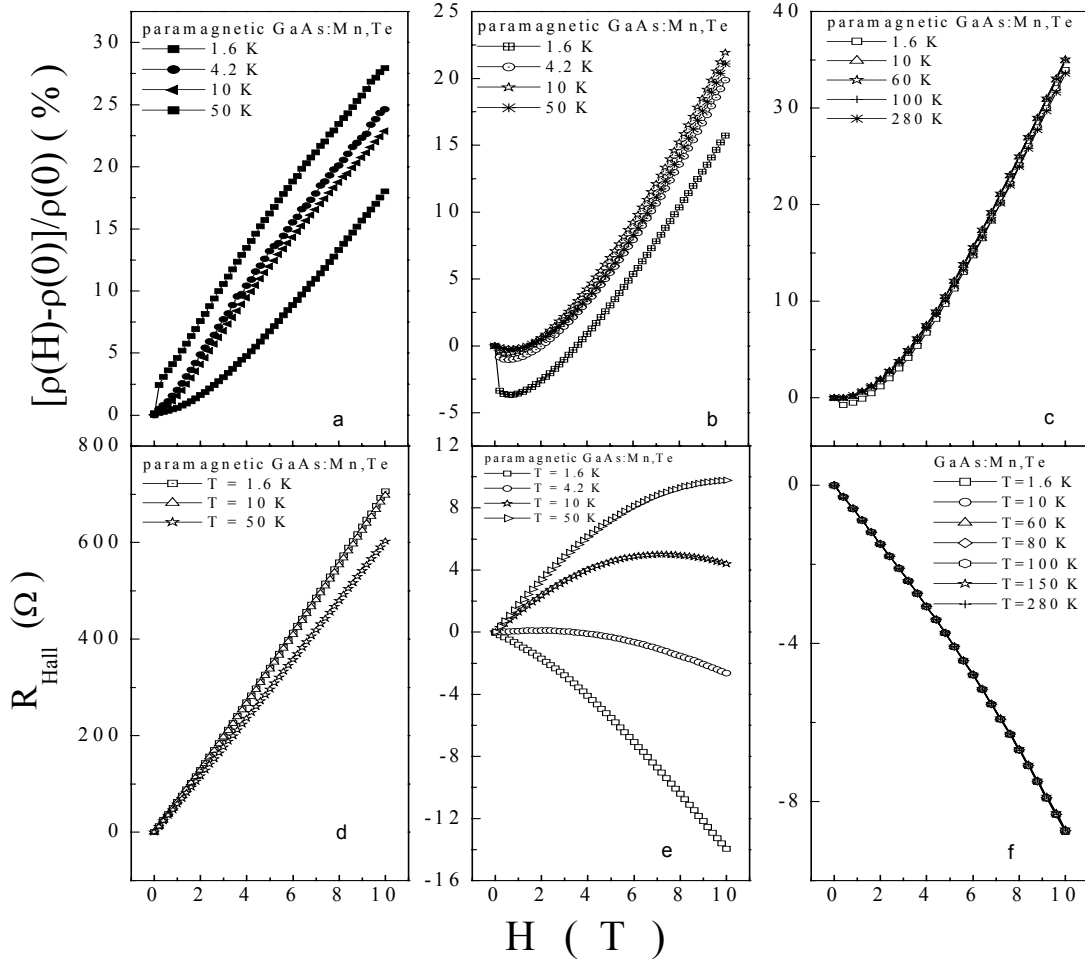 [ρ(H)-ρ(0)]/ρ(0) (%)
30
25
20
15
10
5
0
paramagnetic GaAs:Mn,Te
1.6 K
4.2 K
10 K
50 K
a
25
20
15
10
5
0
-5
paramagnetic GaAs:Mn,Te
1.6 K
4.2 K
10 K
50 K
b
40
30
20
10
0
paramagnetic GaAs:Mn,Te
1.6 K
10 K
60 K
100 K
280 K
c
R Hall (Ω)
800
600
400
200
0
paramagnetic GaAs:Mn,Te
T = 1.6 K
T = 10 K
T = 50 K
d
0 2 4 6 8 10
12
8
4
0
-4
-8
-12
-16
paramagnetic GaAs:Mn,Te
T = 1.6 K
T = 4.2 K
T = 10 K
T = 50 K
e
0 2 4 6 8 10
0
-4
-8
GaAs:Mn,Te
T=1.6 K
T=10 K
T=60 K
T=80 K
T=100 K
T=150 K
T=280 K
f
0 2 4 6 8 10
H (T)